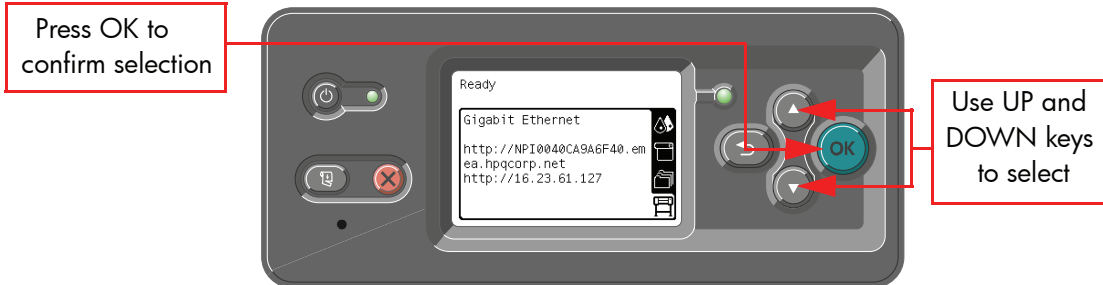 Press OK to
confirm selection
Ready
Gigabit Ethernet
http://NPI0040CA9A6F40.em
ea.hpqcorp.net
http://16.23.61.127
OK
Use UP and
DOWN keys
to select